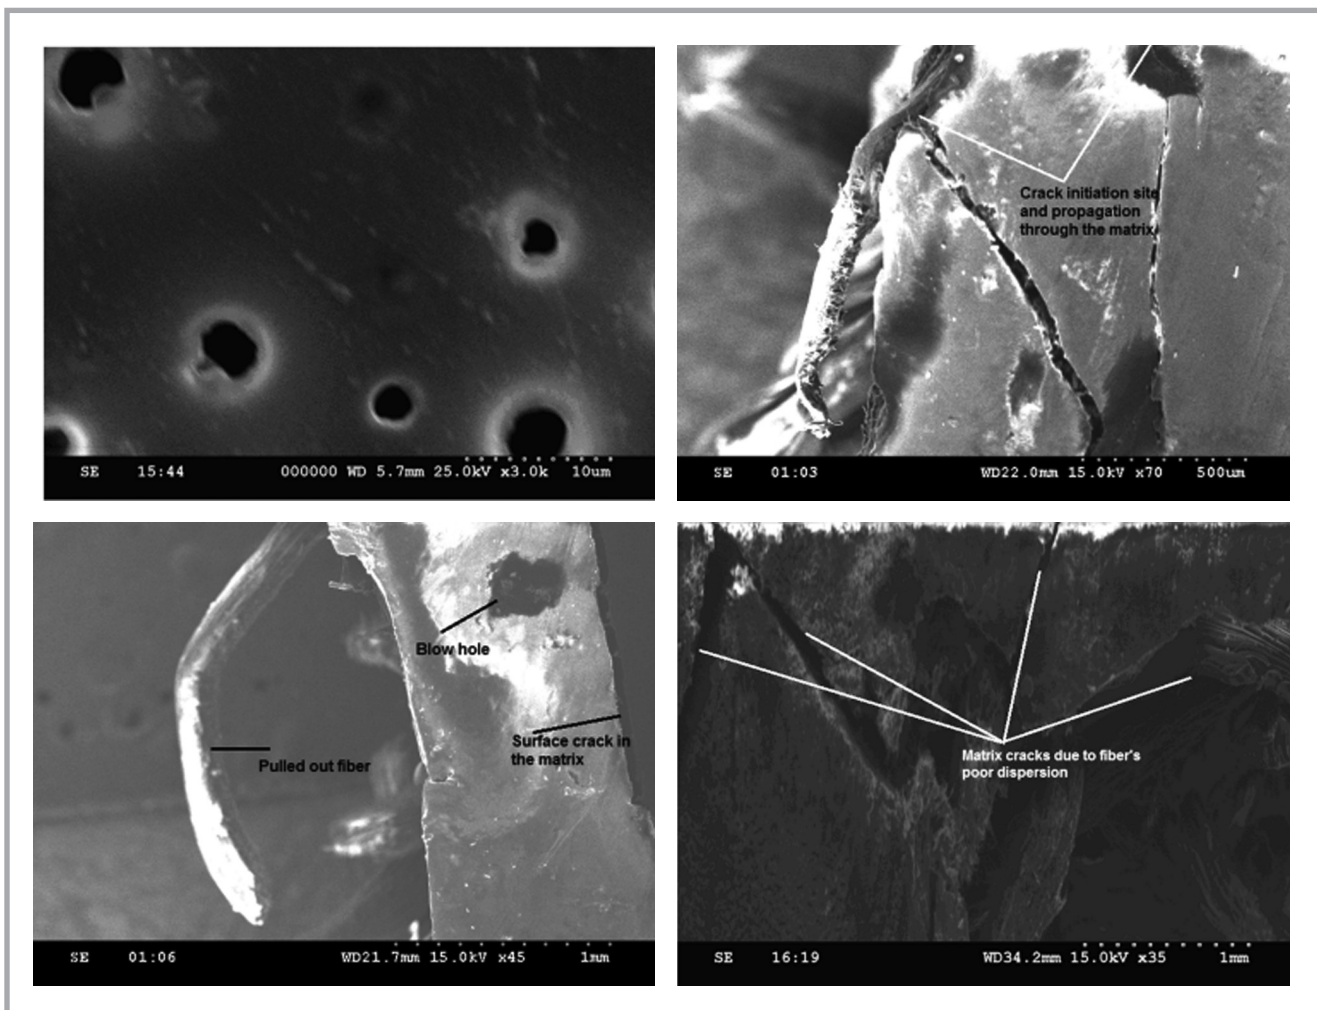 SE 15:44 000000 WD 5.7mm 25.0kV x3.0k 10um
Crack initiation site
and propagation
through the matrix
SE 01:03 WD22.0mm 15.0kV x70 500um
Blow hole
Surface crack in
the matrix
Pulled out fiber
SE 01:06 WD21.7mm 15.0kV x45 1mm
Matrix cracks due to fiber's
poor dispersion
SE 16:19 WD34.2mm 15.0kV x35 1mm